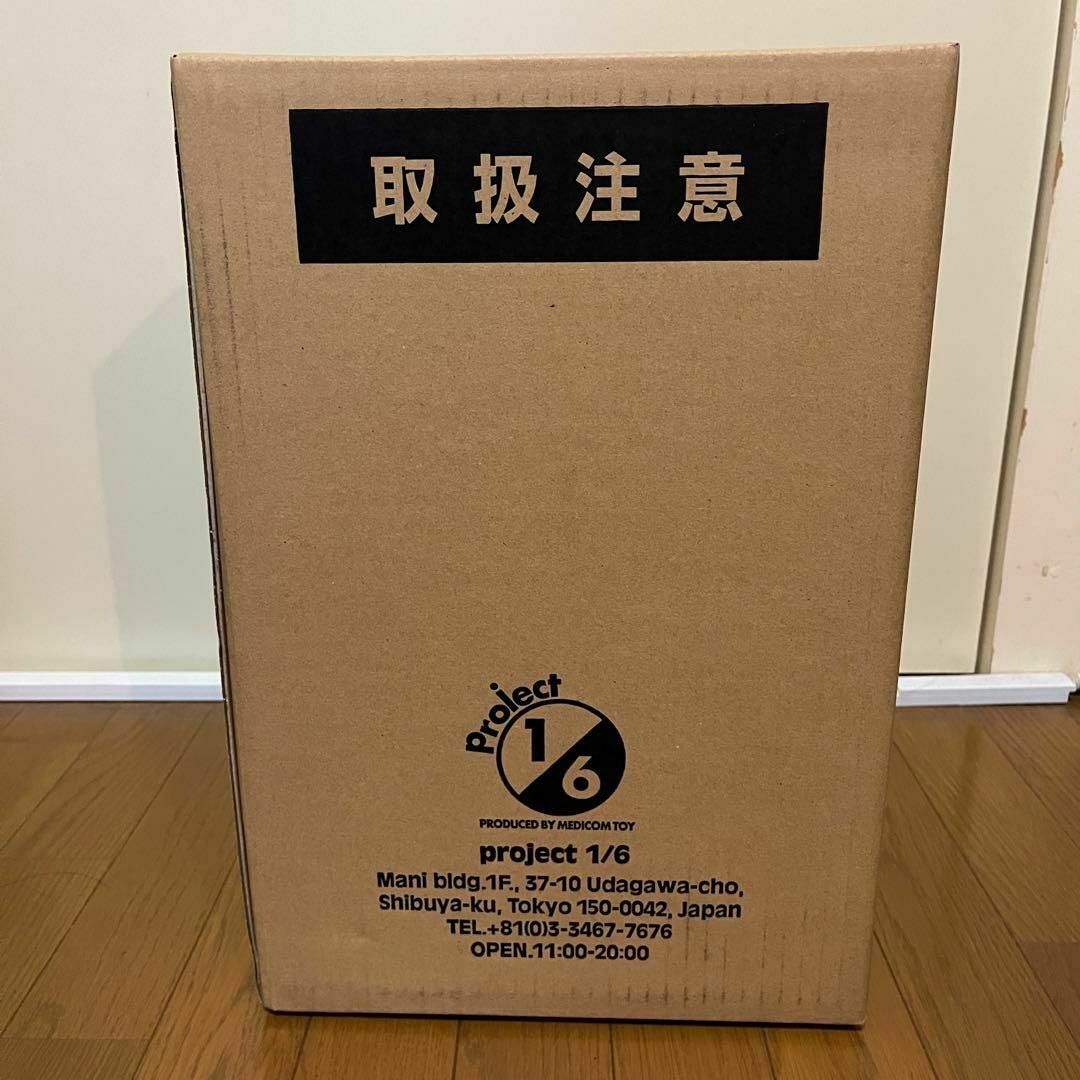 取扱注意
Project
1/6
PRODUCED BY MEDICOM TOY
project 1/6
Mani bldg.1F., 37-10 Udagawa-cho,
Shibuya-ku, Tokyo 150-0042, Japan
TEL.+81(0)3-3467-7676
OPEN.11:00-20:00